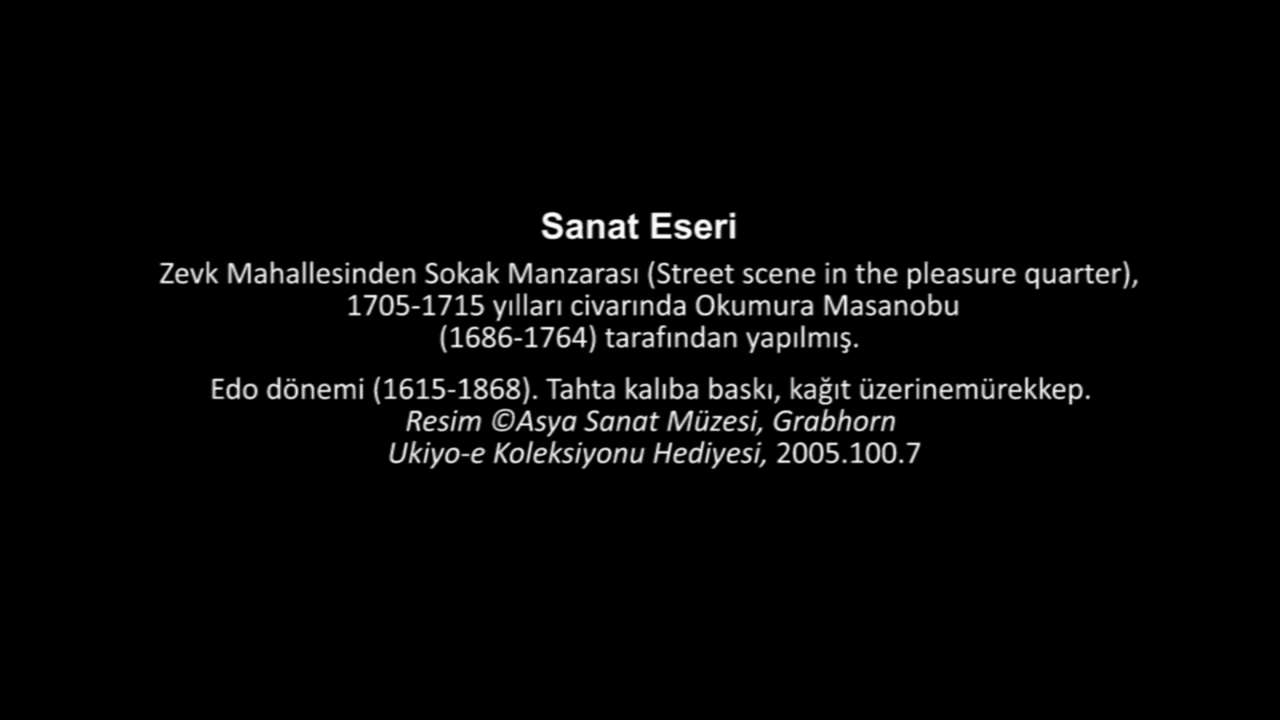 Sanat Eseri
Zevk Mahallesinden Sokak Manzarası (Street scene in the pleasure quarter),
1705-1715 yılları civarında Okumura Masanobu
(1686-1764) tarafından yapılmış.
Edo dönemi (1615-1868). Tahta kalıba baskı, kağıt üzerinemürekkep.
Resim ©Asya Sanat Müzesi, Grabhorn
Ukiyo-e Koleksiyonu Hediyesi, 2005.100.7